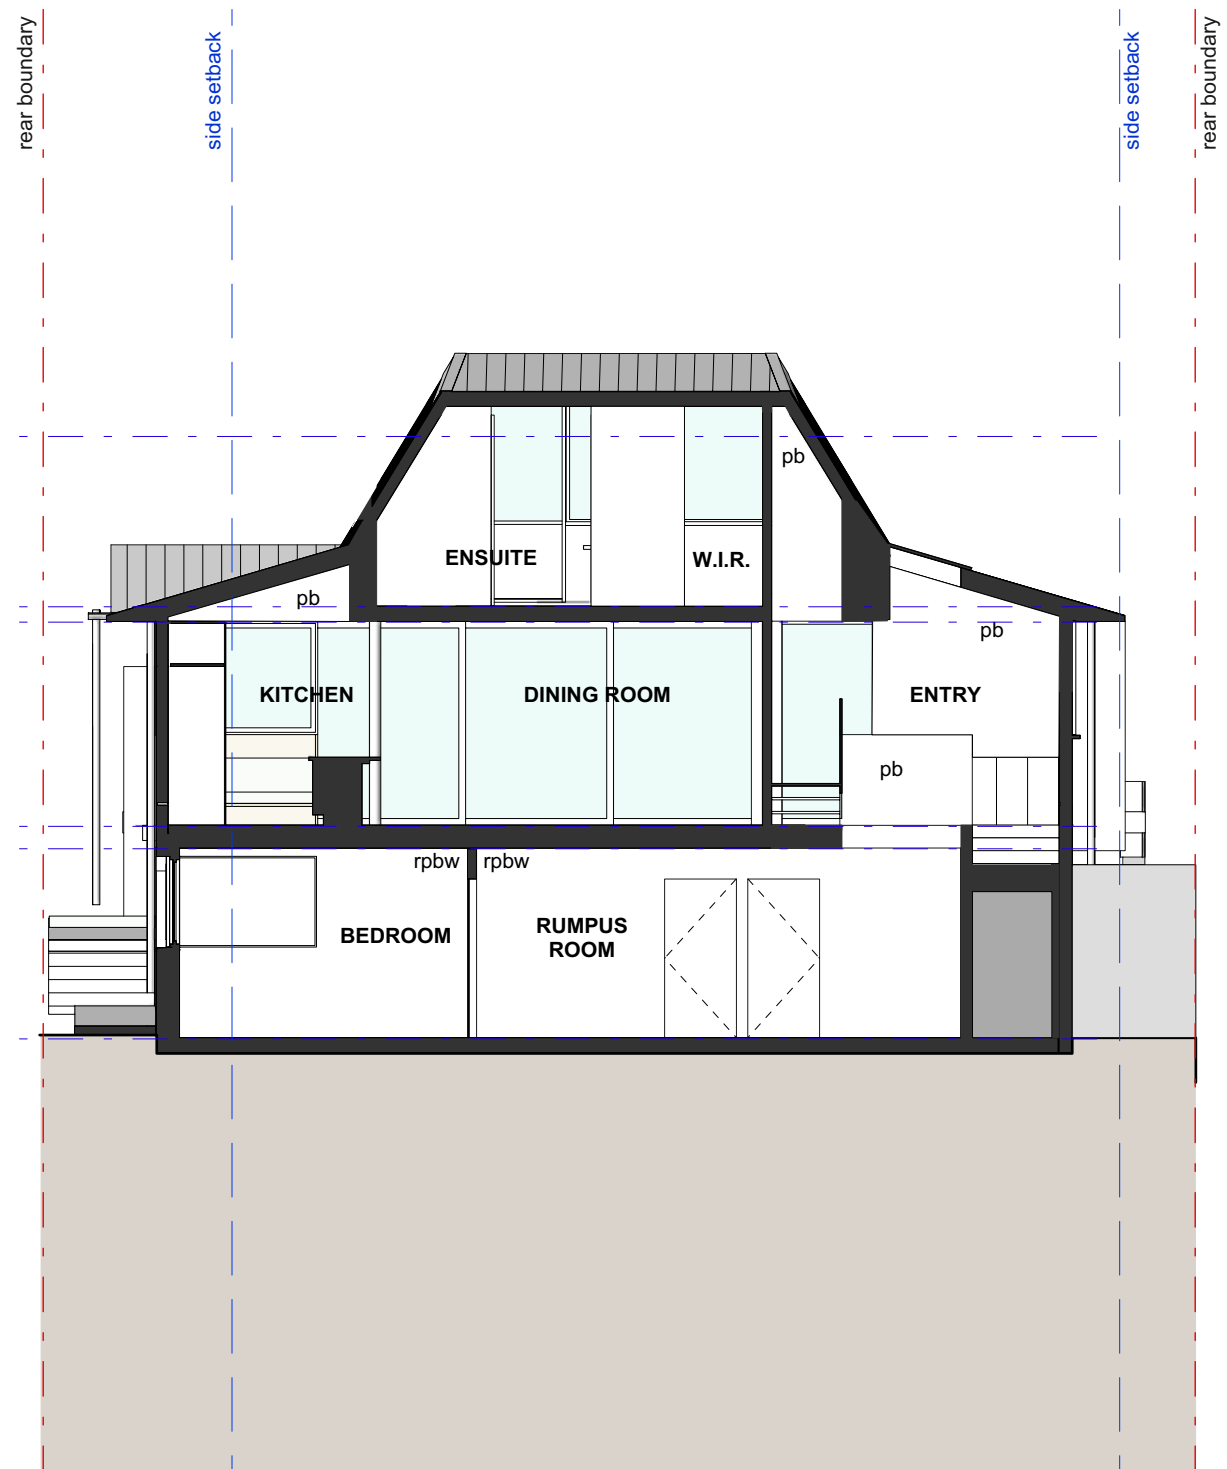 rear boundary
side setback
side setback
rear boundary
pb
ENSUITE
W.I.R.
pb
pb
KITCHEN
DINING ROOM
ENTRY
pb
rpbw
rpbw
BEDROOM
RUMPUS
ROOM